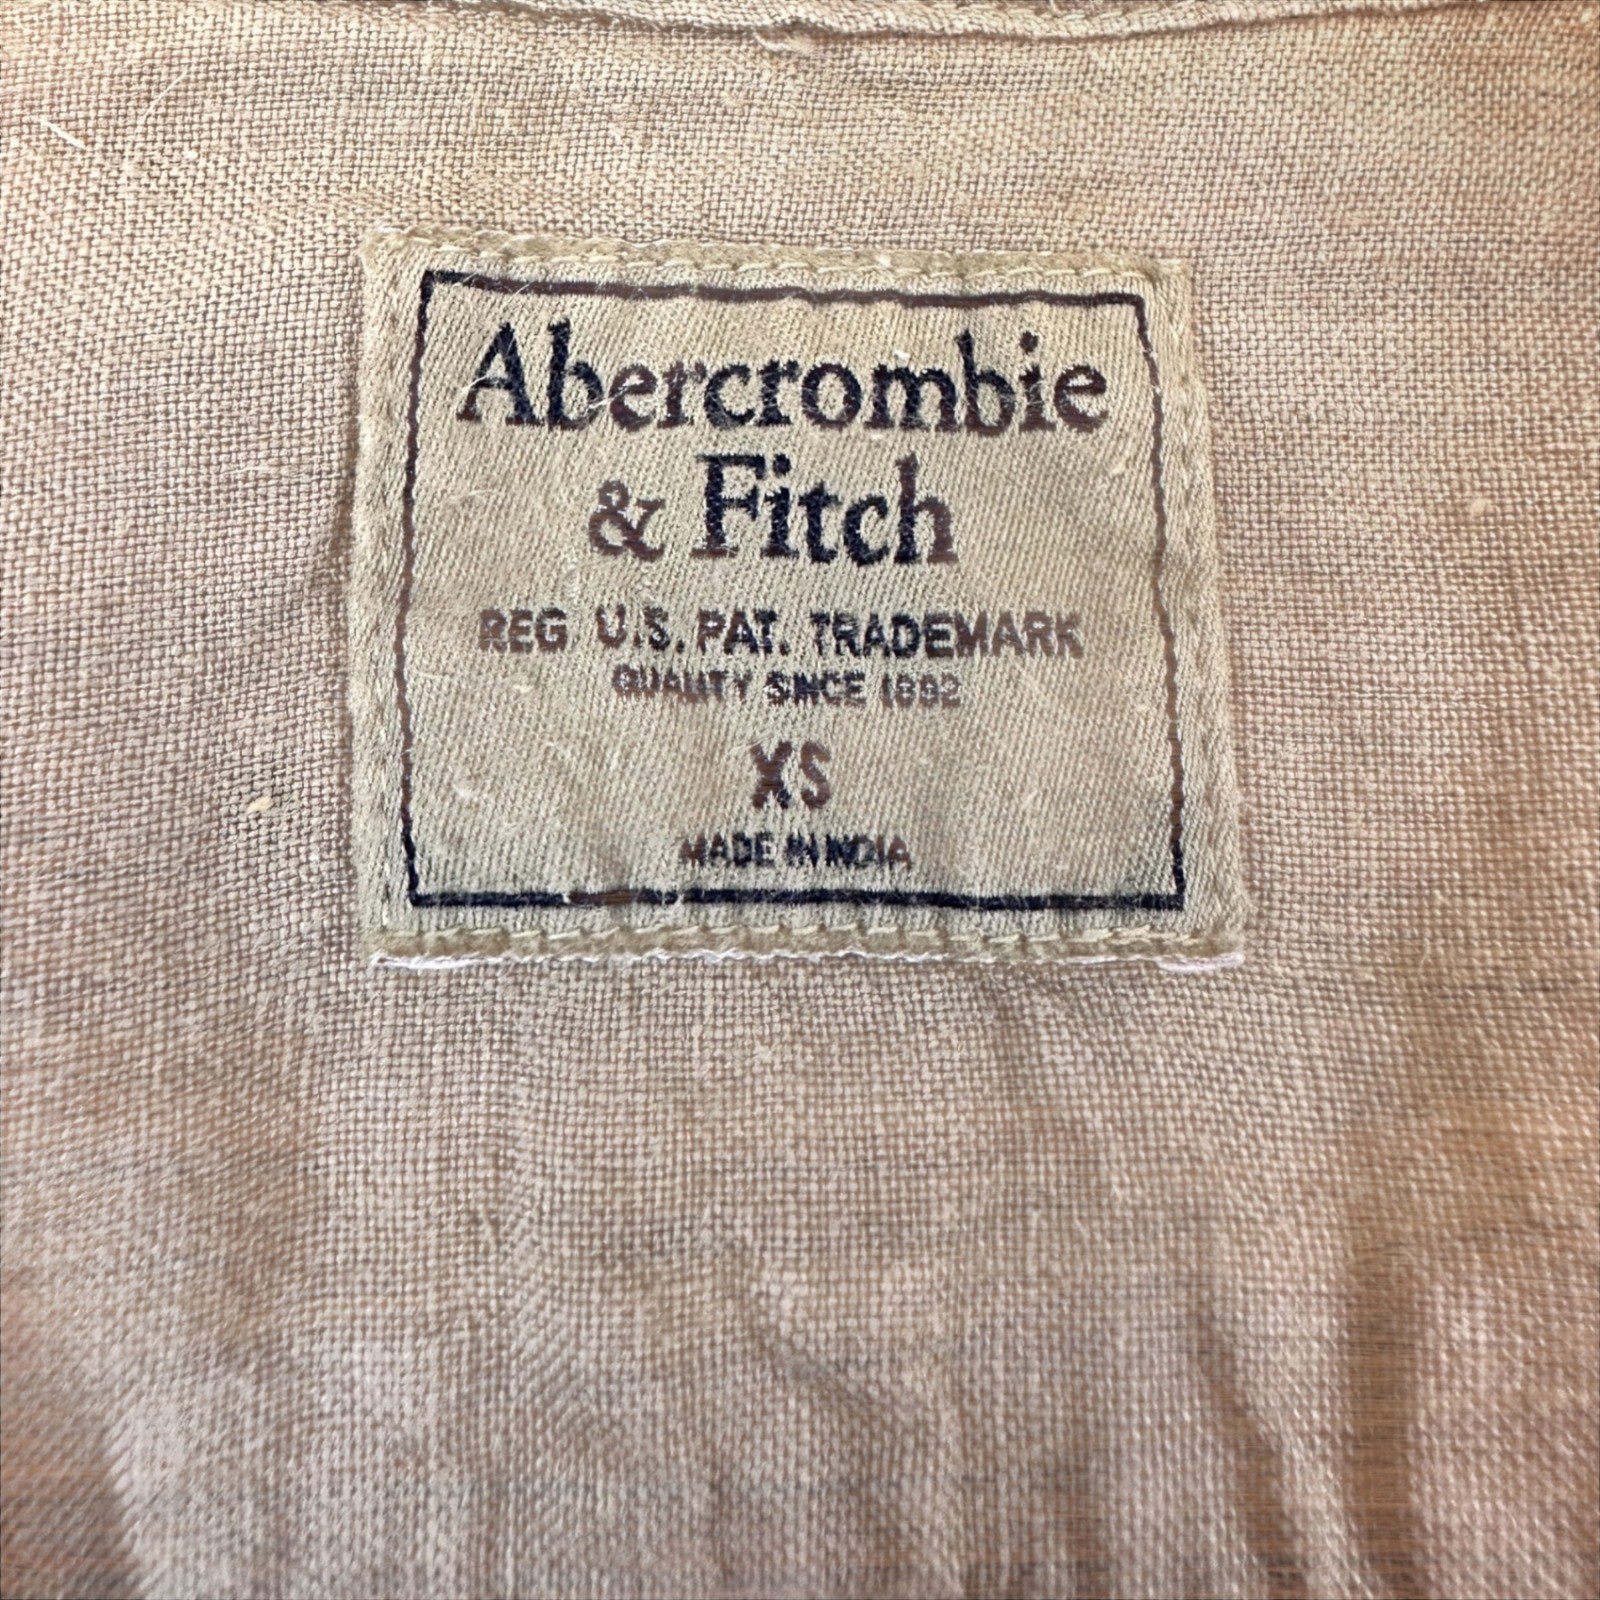 Abercrombie
& Fitch
REG. U.S. PAT. TRADEMARK
QUALITY SINCE 1892
XS
MADE IN INDIA